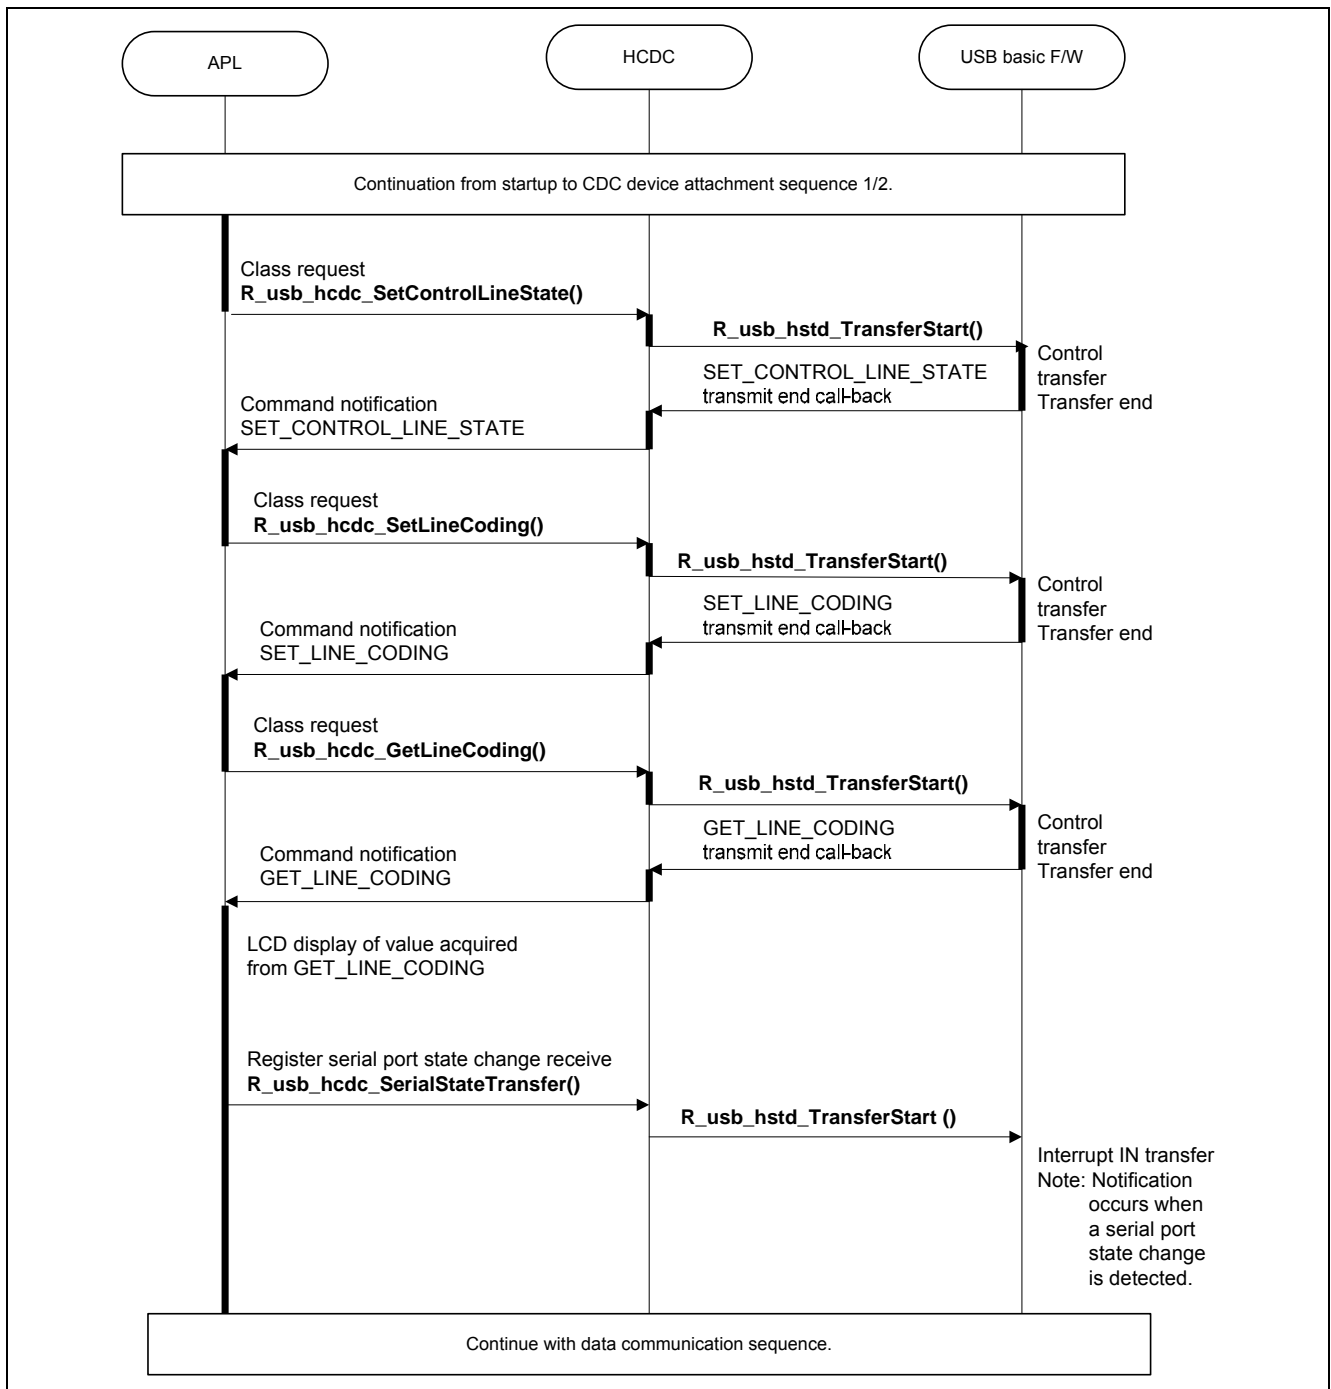 APL
HCDC
USB basic F/W
Continuation from startup to CDC device attachment sequence 1/2.
Class request
R_usb_hcdc_SetControlLineState()
R_usb_hstd_TransferStart()
Control
transfer
Transfer end
SET_CONTROL_LINE_STATE
transmit end call-back
Command notification
SET_CONTROL_LINE_STATE
Class request
R_usb_hcdc_SetLineCoding()
R_usb_hstd_TransferStart()
Control
transfer
Transfer end
SET_LINE_CODING
transmit end call-back
Command notification
SET_LINE_CODING
Class request
R_usb_hcdc_GetLineCoding()
R_usb_hstd_TransferStart()
Control
transfer
Transfer end
GET_LINE_CODING
transmit end call-back
Command notification
GET_LINE_CODING
LCD display of value acquired
from GET_LINE_CODING
Register serial port state change receive
R_usb_hcdc_SerialStateTransfer()
R_usb_hstd_TransferStart ()
Interrupt IN transfer
Note: Notification
occurs when
a serial port
state change
is detected.
Continue with data communication sequence.